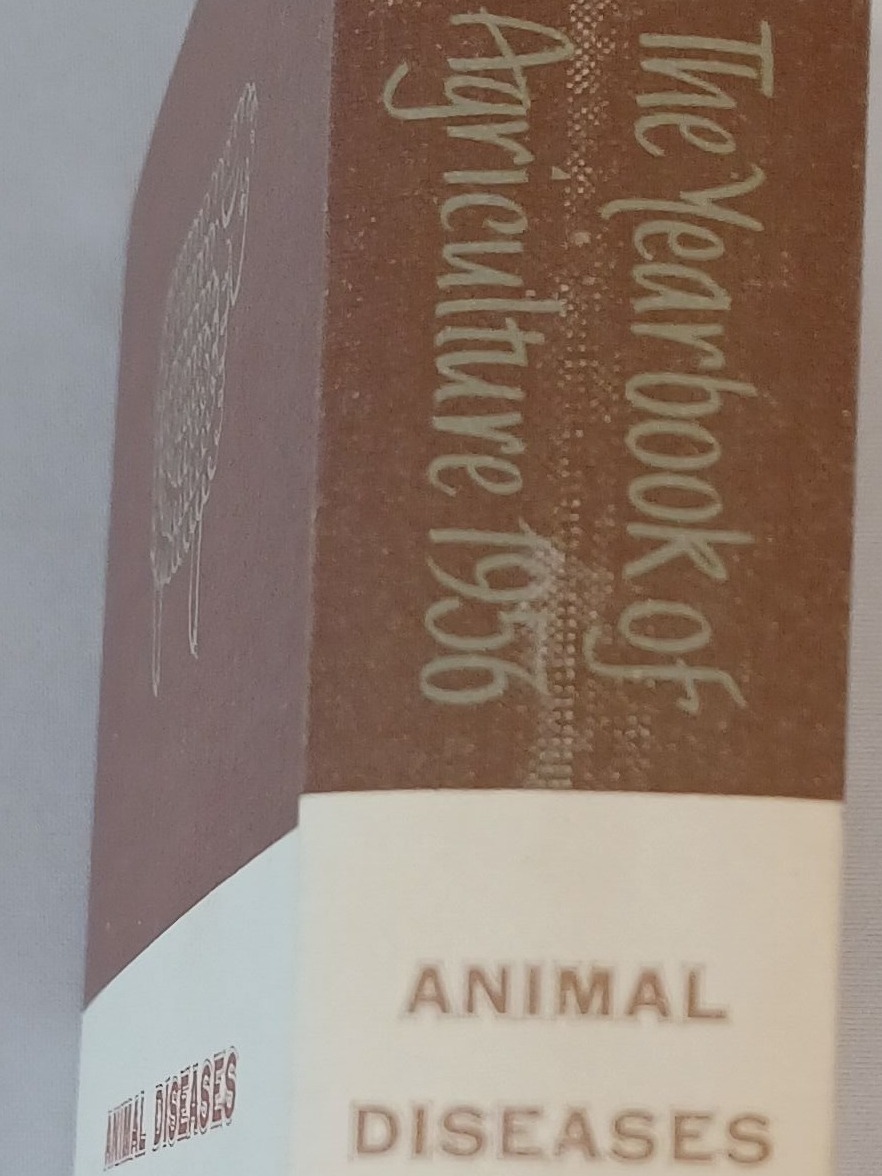 The Yearbook of
Agriculture 1956
ANIMAL
DISEASES
ANIMAL DISEASES